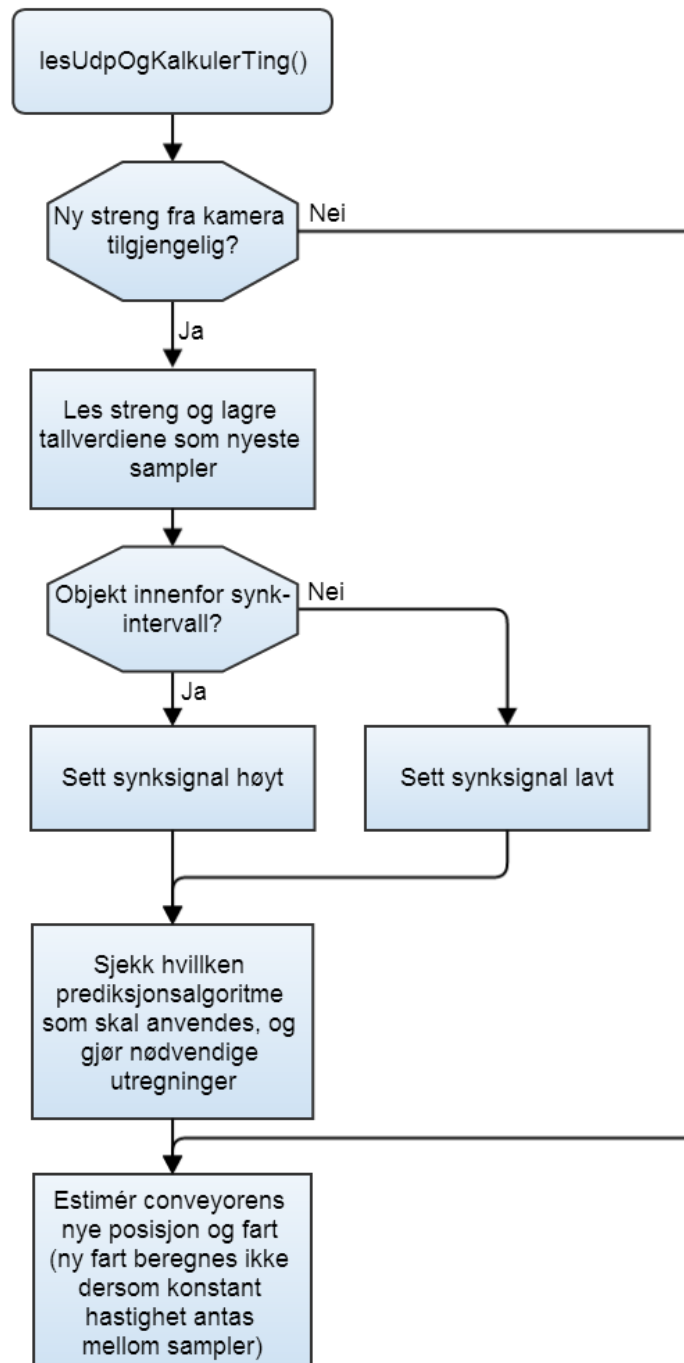 lesUdpOgKalkulerTing()
Ny streng fra kamera
tilgjengelig?
Nei
Ja
Les streng og lagre
tallverdiene som nyeste
sampler
Objekt innenfor synk-
intervall?
Nei
Ja
Sett synksignal høyt
Sett synksignal lavt
Sjekk hvillken
prediksjonsalgoritme
som skal anvendes, og
gjør nødvendige
utregninger
Estimér conveyorens
nye posisjon og fart
(ny fart beregnes ikke
dersom konstant
hastighet antas
mellom sampler)